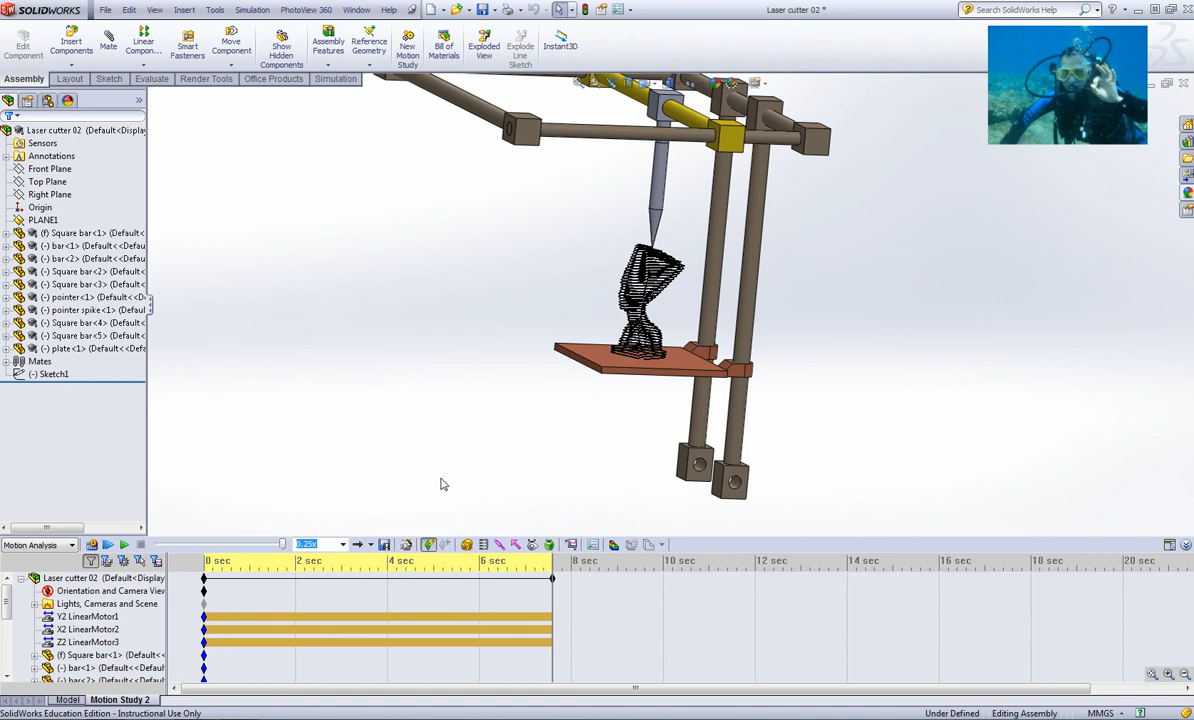 SOLIDWORKS File Edit View Insert Tools Simulation PhotoView 360 Window Help Laser cutter 02 * Search SolidWorks Help
Edit Component Insert Components Mate Linear Compon... Smart Fasteners Move Component Show Hidden Components Assembly Features Reference Geometry New Motion Study Bill of Materials Exploded View Explode Line Sketch Instant3D
Assembly Layout Sketch Evaluate Render Tools Office Products Simulation
Laser cutter 02 (Default<Display
Sensors
Annotations
Front Plane
Top Plane
Right Plane
Origin
PLANE1
(f) Square bar<1> (Default<
(-) bar<1> (Default<<Defau
(-) bar<2> (Default<<Defau
(-) Square bar<2> (Default<
(-) Square bar<3> (Default<
(-) pointer<1> (Default<<D
(-) pointer spike<1> (Defau
(-) Square bar<4> (Default<
(-) Square bar<5> (Default<
(-) plate<1> (Default<<Def
Mates
(-) Sketch1
Motion Analysis 0.25x
0 sec 2 sec 4 sec 6 sec 8 sec 10 sec 12 sec 14 sec 16 sec 18 sec 20 sec
Laser cutter 02 (Default<Display
Orientation and Camera View
Lights, Cameras and Scene
Y2 LinearMotor1
X2 LinearMotor2
Z2 LinearMotor3
(f) Square bar<1> (Default<
(-) bar<1> (Default<<Defau
(-) bar<2> (Default<<Defau
Model Motion Study 2
SolidWorks Education Edition - Instructional Use Only Under Defined Editing Assembly MMGS